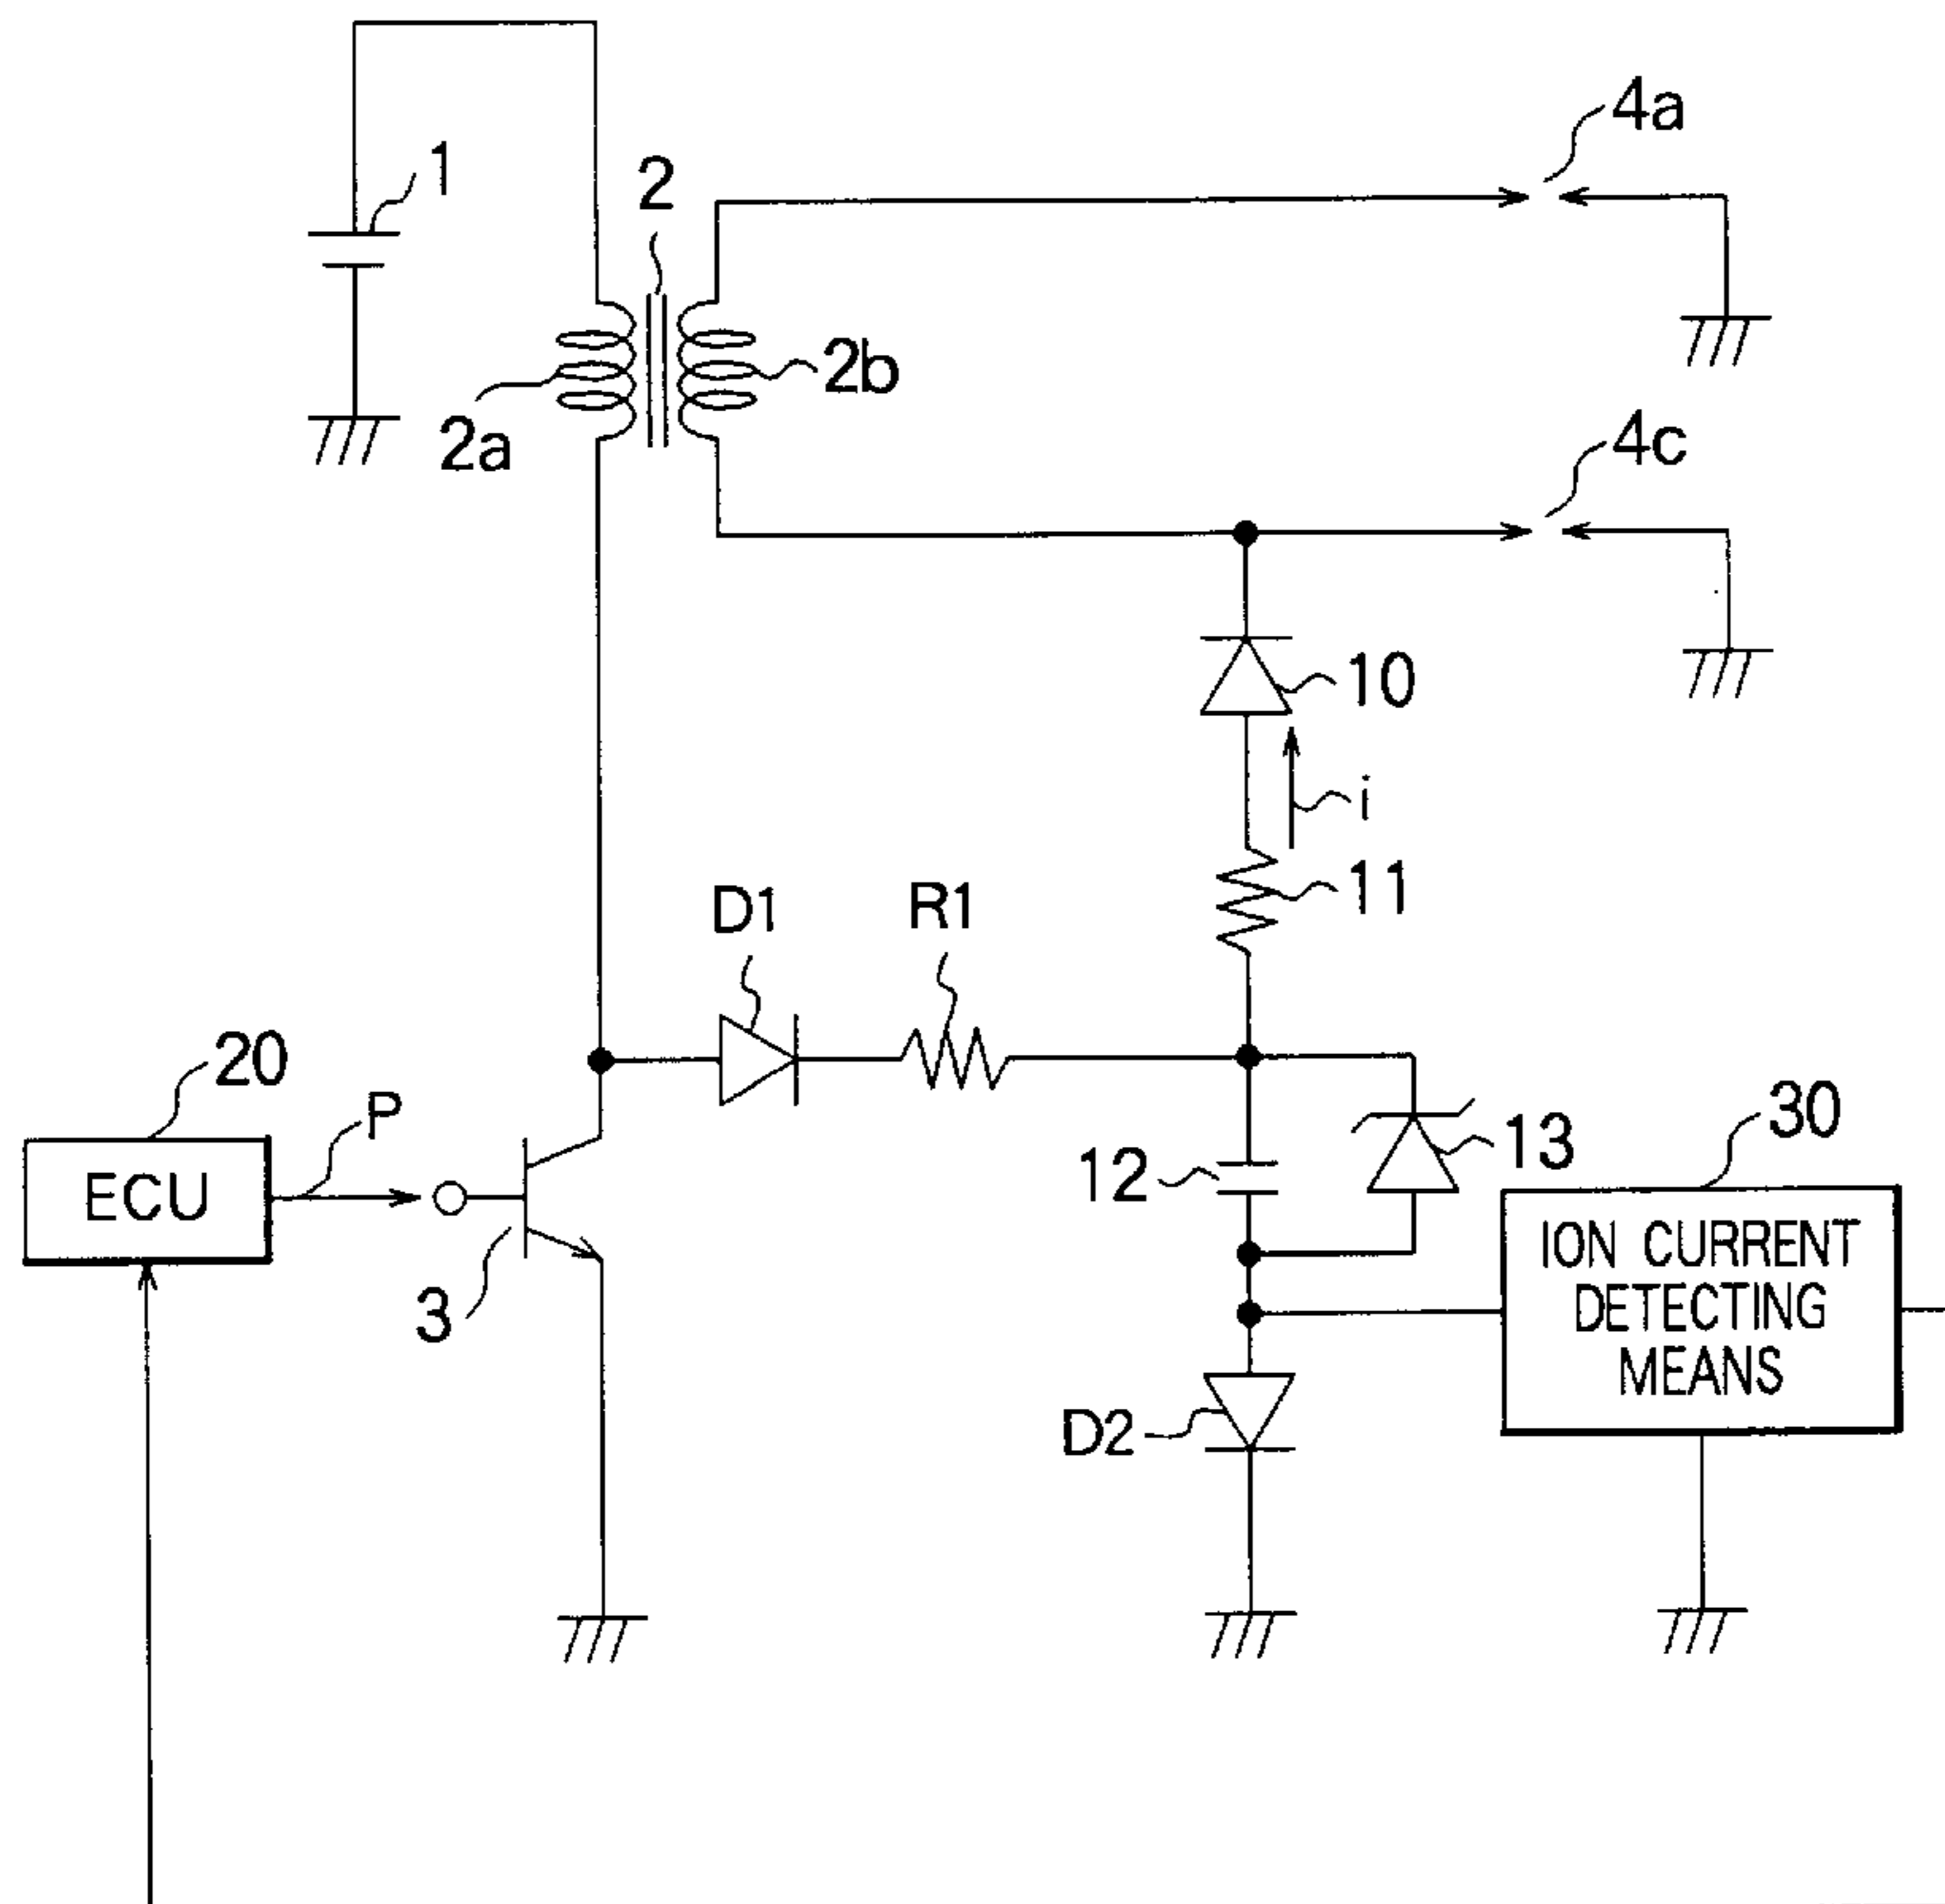 4a
1
2
2b
2a
4c
10
i
11
D1
R1
20
P
30
13
12
ECU
ION CURRENT
DETECTING
MEANS
3
D2